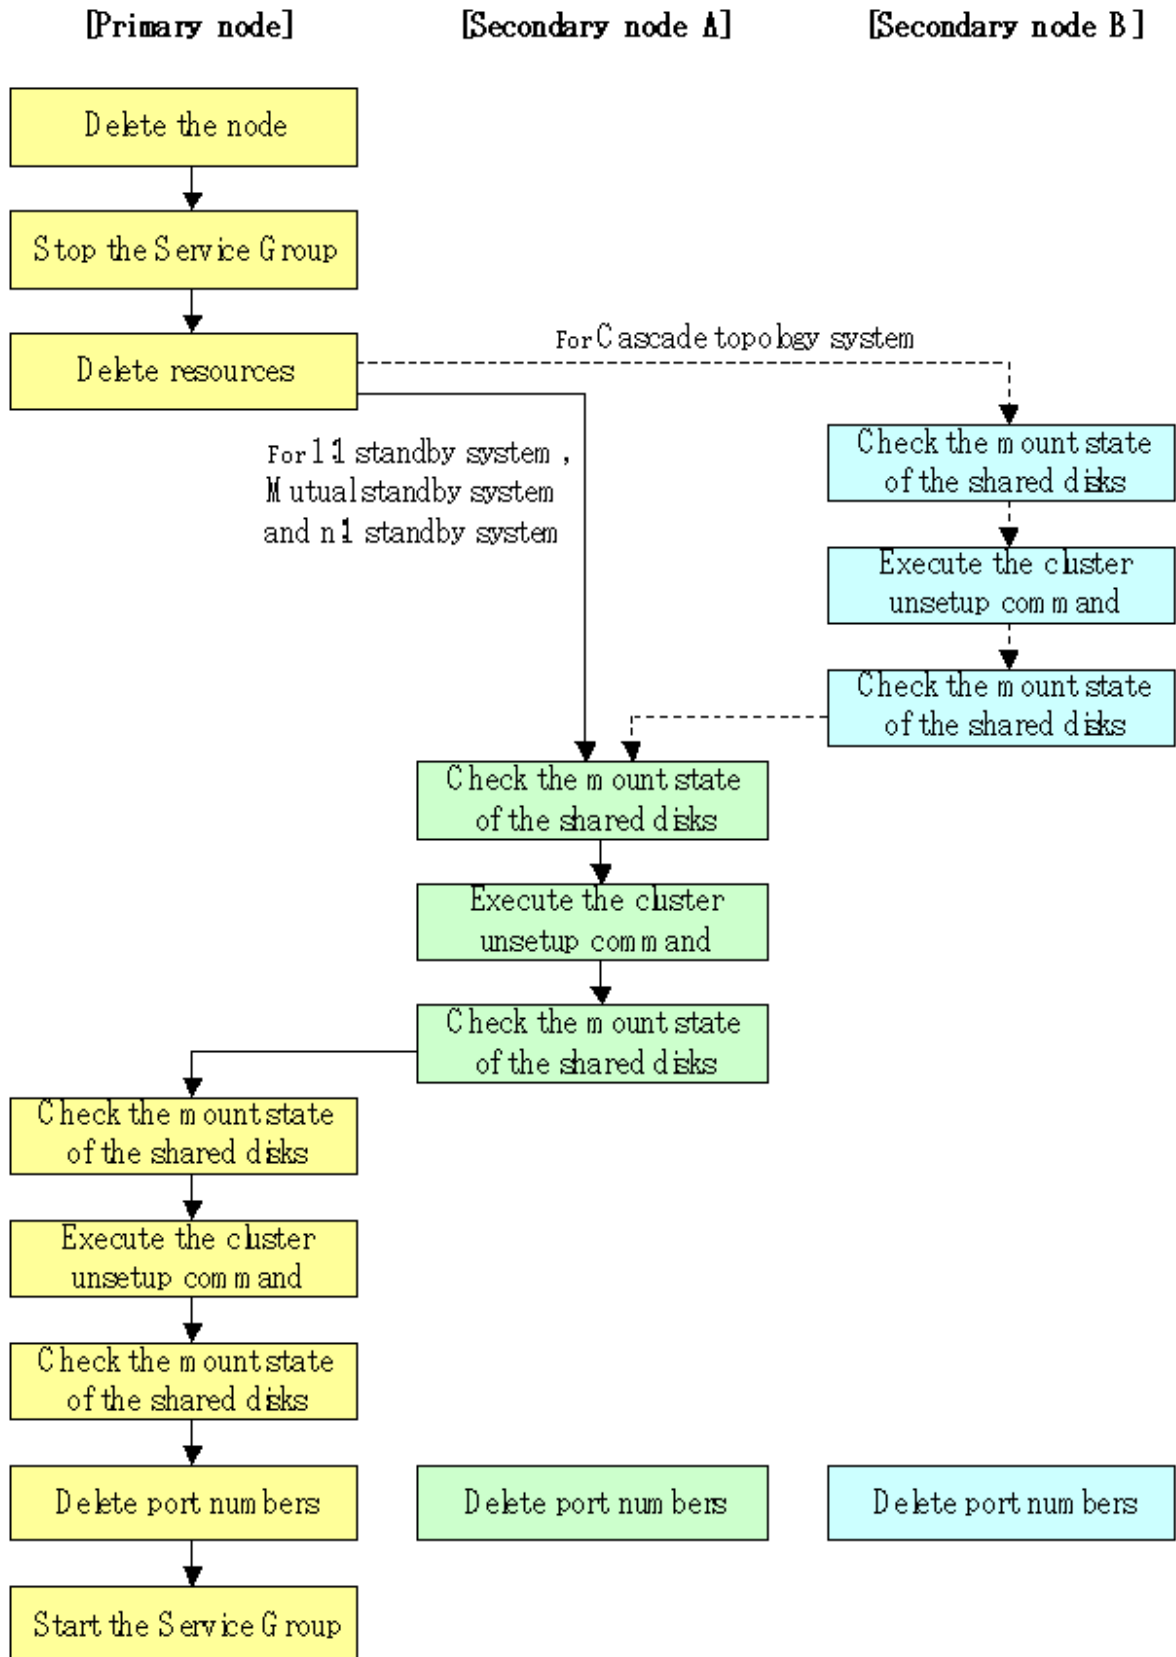 [Primary node] [Secondary node A] [Secondary node B]
Delete the node
Stop the Service Group
Delete resources
For Cascade topology system
For 1:1 standby system ,
Mutual standby system
and n:1 standby system
Check the mount state
of the shared disks
Execute the cluster
unsetup command
Check the mount state
of the shared disks
Check the mount state
of the shared disks
Execute the cluster
unsetup command
Check the mount state
of the shared disks
Check the mount state
of the shared disks
Execute the cluster
unsetup command
Check the mount state
of the shared disks
Delete port numbers Delete port numbers Delete port numbers
Start the Service Group